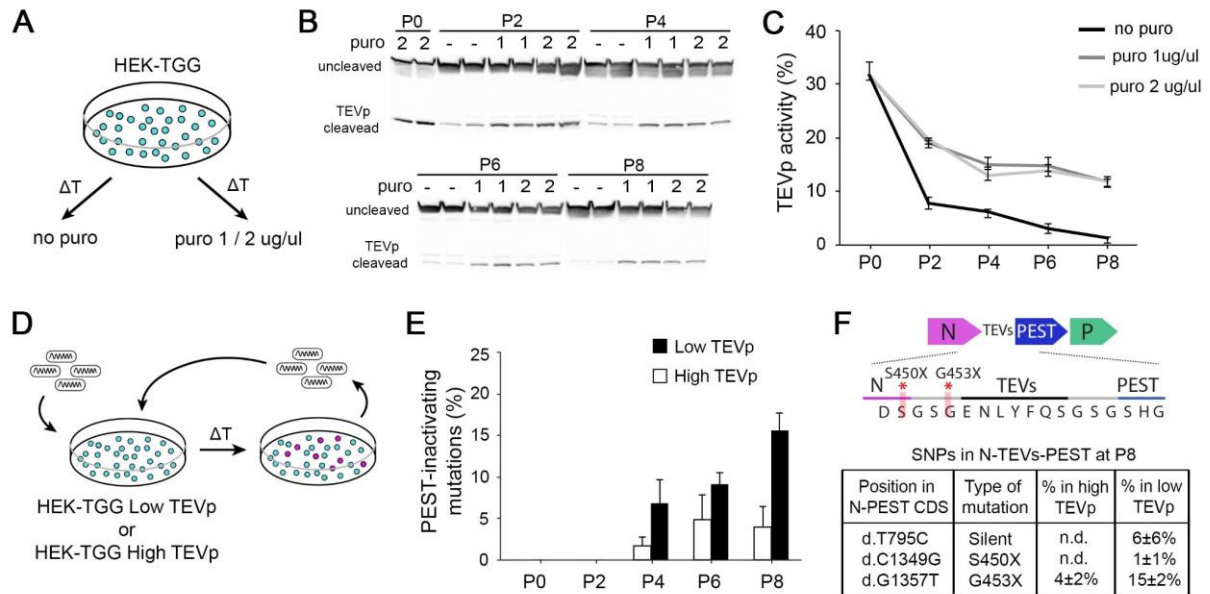 A
HEK-TGG
ΔT
ΔT
no puro
puro 1 / 2 ug/ul
B
P0 P2 P4
puro 2 2 - - 1 1 2 2 - - 1 1 2 2
uncleaved
TEVp
cleavead
P6 P8
puro - - 1 1 2 2 - - 1 1 2 2
uncleaved
TEVp
cleavead
C
no puro
puro 1ug/ul
puro 2 ug/ul
TEVp activity (%)
40
30
20
10
0
P0 P2 P4 P6 P8
D
ΔT
HEK-TGG Low TEVp
or
HEK-TGG High TEVp
E
Low TEVp
High TEVp
PEST-inactivating
mutations (%)
25
20
15
10
5
0
P0 P2 P4 P6 P8
F
N TEVs PEST P
S450X G453X
N * * TEVs PEST
D S G S G E N L Y F Q S G S G S H G
SNPs in N-TEVs-PEST at P8
Position in N-PEST CDS Type of mutation % in high TEVp % in low TEVp
d.T795C Silent n.d. 6±6%
d.C1349G S450X n.d. 1±1%
d.G1357T G453X 4±2% 15±2%